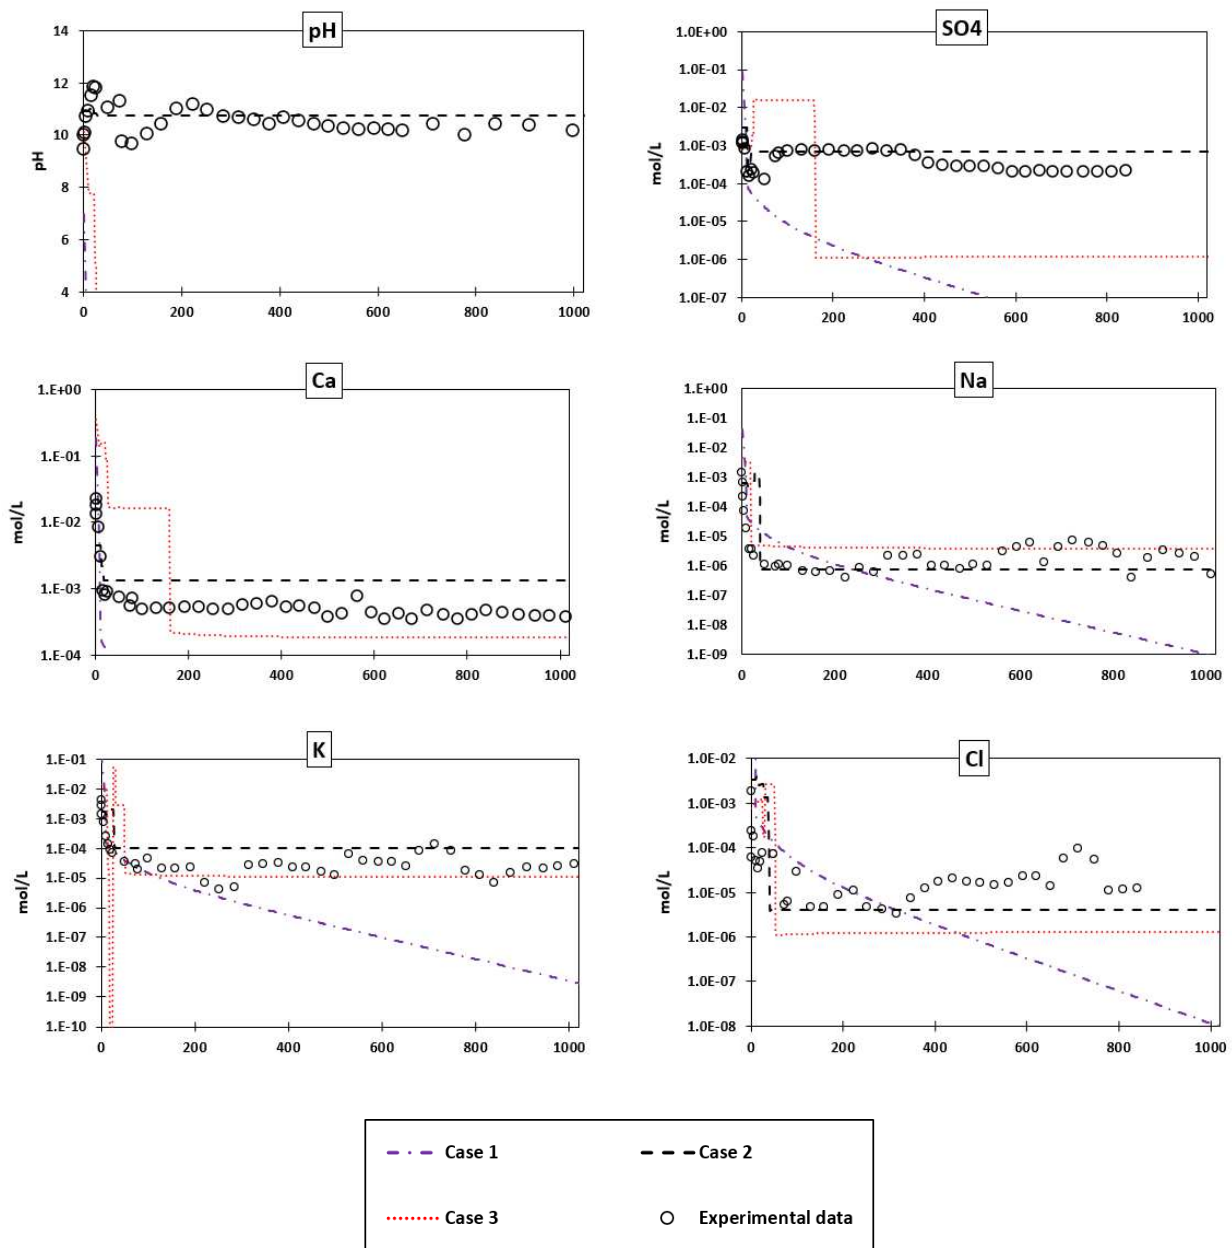 pH
14
12
10
8
6
4
pH
0 200 400 600 800 1000
SO4
1.0E+00
1.0E-01
1.0E-02
1.0E-03
1.0E-04
1.0E-05
1.0E-06
1.0E-07
mol/L
0 200 400 600 800 1000
Ca
1.E+00
1.E-01
1.E-02
1.E-03
1.E-04
mol/L
0 200 400 600 800 1000
Na
1.E+00
1.E-01
1.E-02
1.E-03
1.E-04
1.E-05
1.E-06
1.E-07
1.E-08
1.E-09
mol/L
0 200 400 600 800 1000
K
1.E-01
1.E-02
1.E-03
1.E-04
1.E-05
1.E-06
1.E-07
1.E-08
1.E-09
1.E-10
mol/L
0 200 400 600 800 1000
Cl
1.E-02
1.E-03
1.E-04
1.E-05
1.E-06
1.E-07
1.E-08
mol/L
0 200 400 600 800 1000
Case 1
Case 2
Case 3
Experimental data